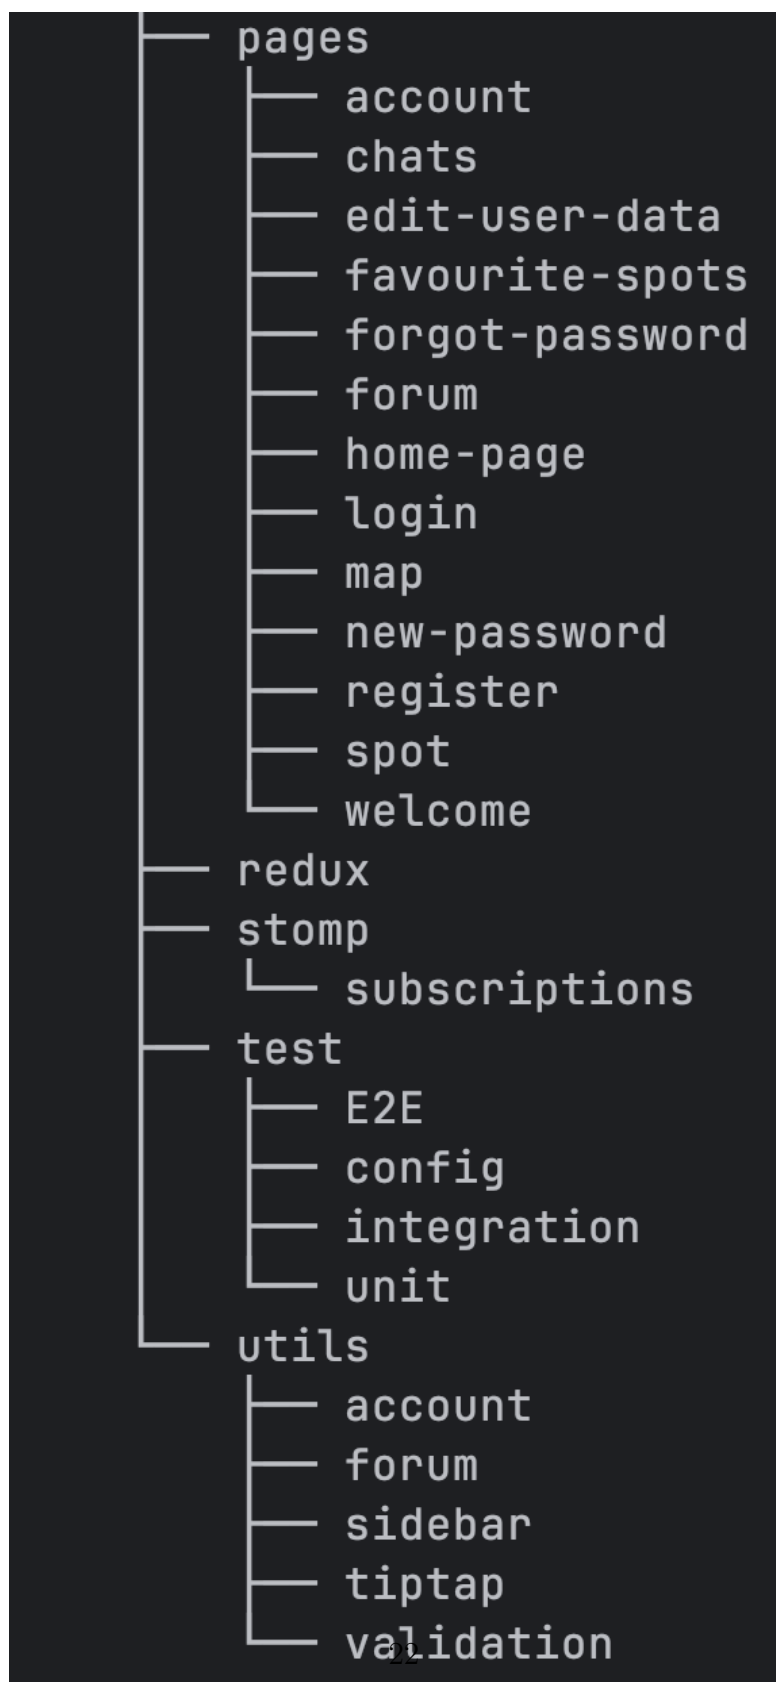 pages
account
chats
edit-user-data
favourite-spots
forgot-password
forum
home-page
login
map
new-password
register
spot
welcome
redux
stomp
subscriptions
test
E2E
config
integration
unit
utils
account
forum
sidebar
tiptap
validation
22